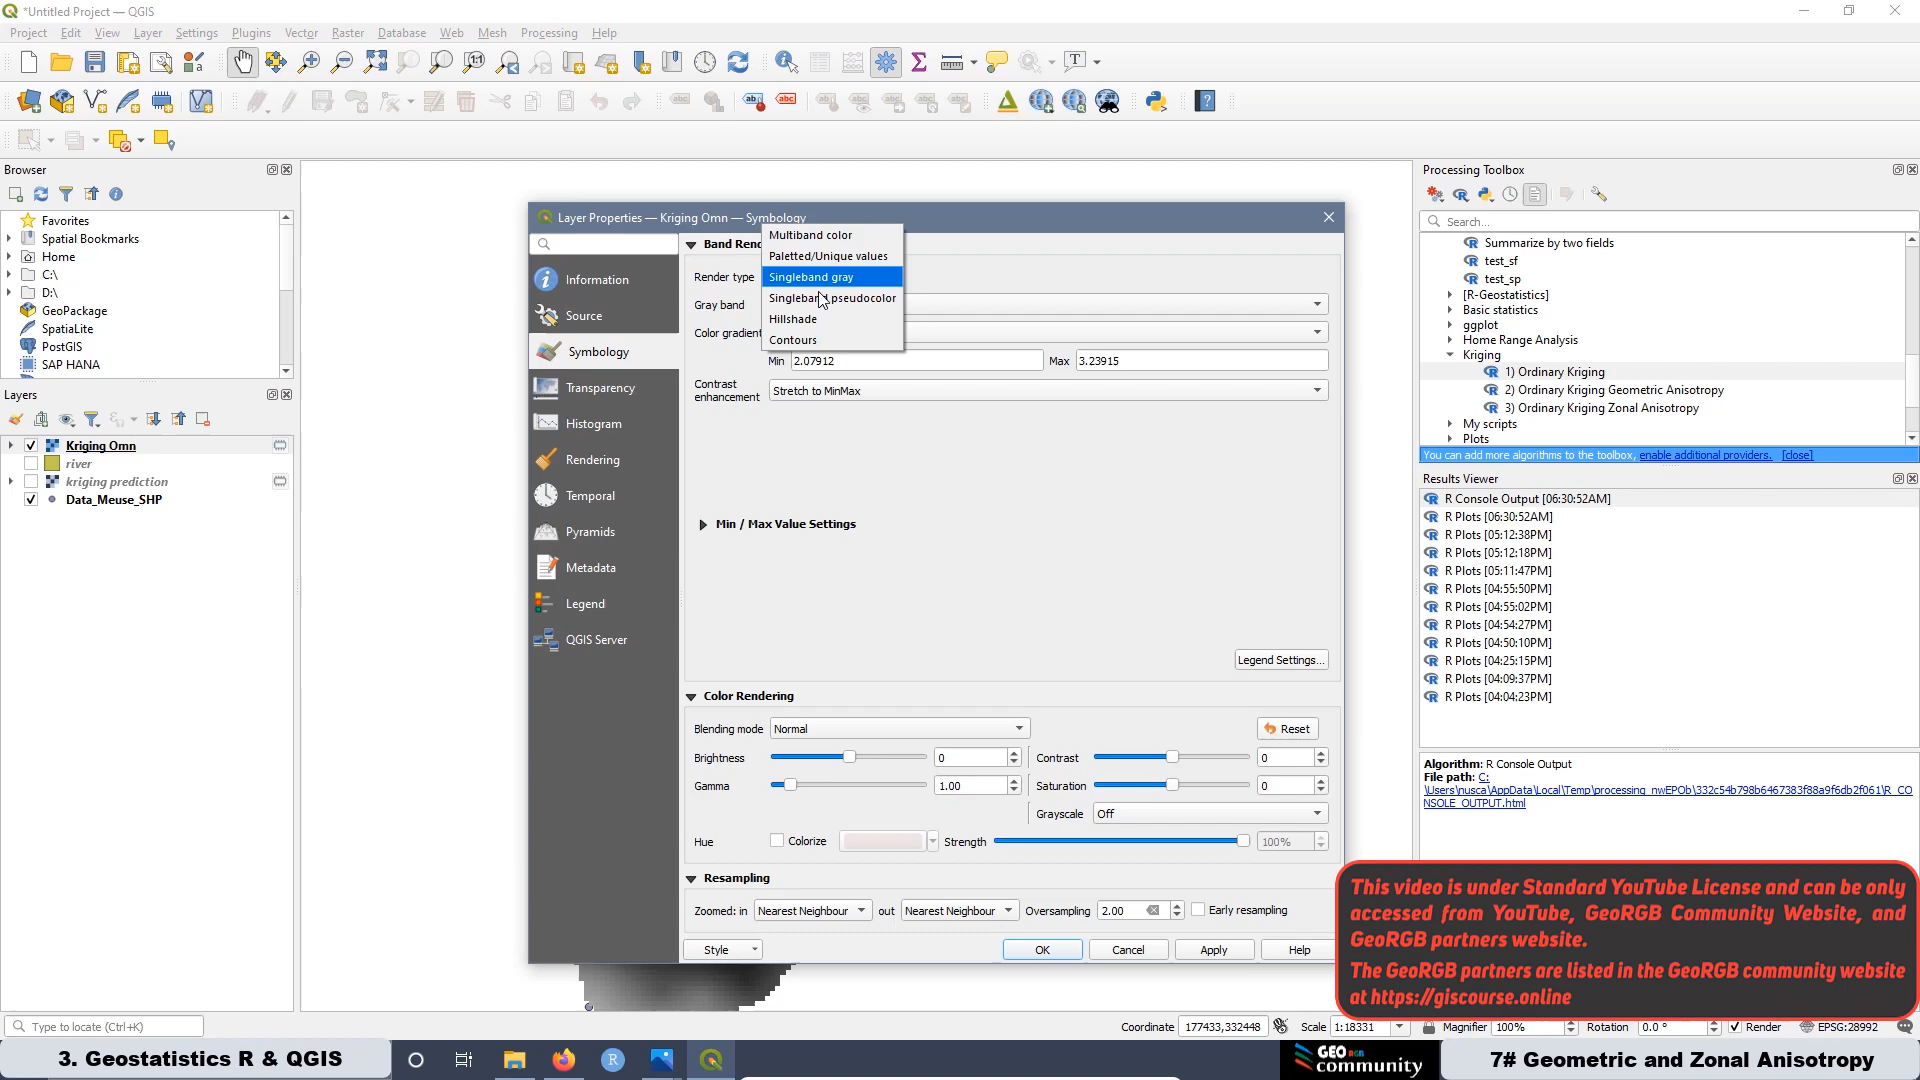 *Untitled Project — QGIS
Project Edit View Layer Settings Plugins Vector Raster Database Web Mesh Processing Help
Browser
Favorites
Spatial Bookmarks
Home
C:\
D:\
GeoPackage
SpatiaLite
PostGIS
SAP HANA
Layers
Kriging Omn
river
kriging prediction
Data_Meuse_SHP
Layer Properties — Kriging Omn — Symbology
Information
Source
Symbology
Transparency
Histogram
Rendering
Temporal
Pyramids
Metadata
Legend
QGIS Server
Band Rend
Render type
Gray band
Color gradient
Multiband color
Paletted/Unique values
Singleband gray
Singleband pseudocolor
Hillshade
Contours
Min 2.07912 Max 3.23915
Contrast enhancement Stretch to MinMax
Min / Max Value Settings
Legend Settings...
Color Rendering
Blending mode Normal Reset
Brightness 0 Contrast 0
Gamma 1.00 Saturation 0
Grayscale Off
Hue Colorize Strength 100%
Resampling
Zoomed: in Nearest Neighbour out Nearest Neighbour Oversampling 2.00 Early resampling
Style OK Cancel Apply Help
Processing Toolbox
Search...
Summarize by two fields
test_sf
test_sp
[R-Geostatistics]
Basic statistics
ggplot
Home Range Analysis
Kriging
1) Ordinary Kriging
2) Ordinary Kriging Geometric Anisotropy
3) Ordinary Kriging Zonal Anisotropy
My scripts
Plots
You can add more algorithms to the toolbox, enable additional providers. [close]
Results Viewer
R Console Output [06:30:52AM]
R Plots [06:30:52AM]
R Plots [05:12:38PM]
R Plots [05:12:18PM]
R Plots [05:11:47PM]
R Plots [04:55:50PM]
R Plots [04:55:02PM]
R Plots [04:54:27PM]
R Plots [04:50:10PM]
R Plots [04:25:15PM]
R Plots [04:09:37PM]
R Plots [04:04:23PM]
Algorithm: R Console Output
File path: C:
\Users\nusca\AppData\Local\Temp\processing_nwEPOb\332c54b798b6467383f88a9f6db2f061\R_CO
NSOLE_OUTPUT.html
This video is under Standard YouTube License and can be only
accessed from YouTube, GeoRGB Community Website, and
GeoRGB partners website.
The GeoRGB partners are listed in the GeoRGB community website
at https://giscourse.online
Type to locate (Ctrl+K)
Coordinate 177433,332448 Scale 1:18331 Magnifier 100% Rotation 0.0 ° Render EPSG:28992
3. Geostatistics R & QGIS
GEO RGB
community
7# Geometric and Zonal Anisotropy